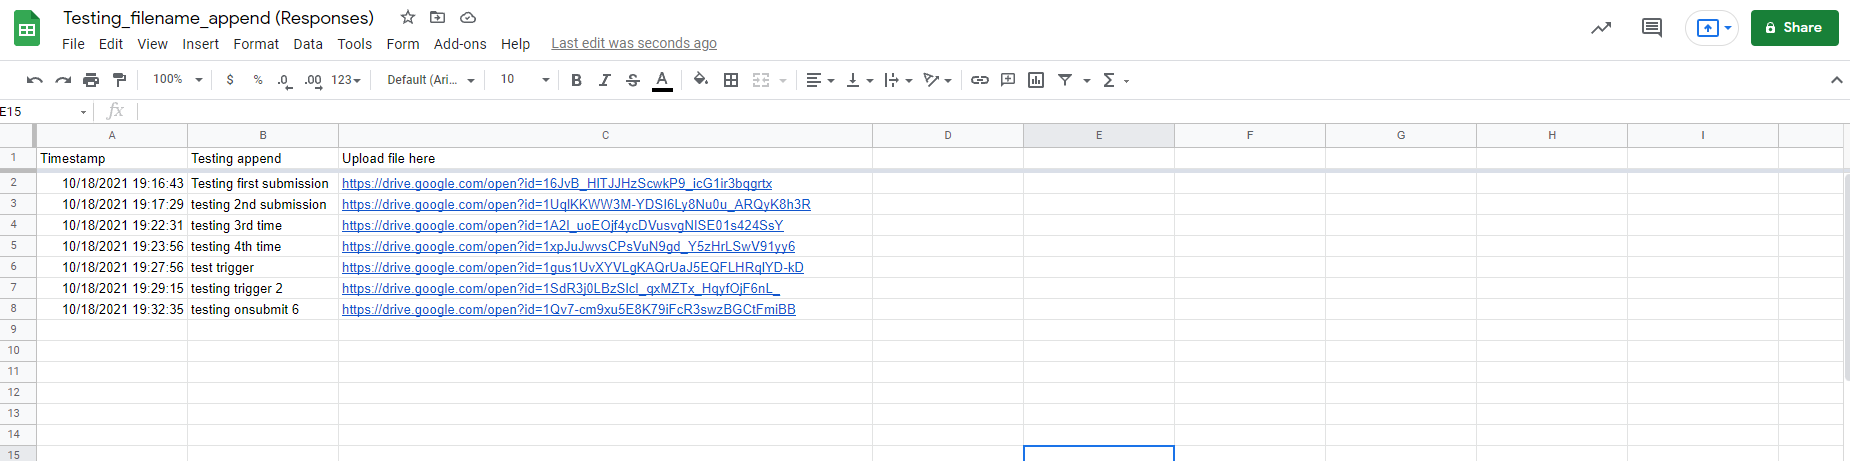 Testing_filename_append (Responses)
File Edit View Insert Format Data Tools Form Add-ons Help Last edit was seconds ago
Share
100% $ % .0 .00 123 Default (Ari... 10 B I S A Σ
E15 fx
A B C D E F G H I
1 Timestamp Testing append Upload file here
2 10/18/2021 19:16:43 Testing first submission https://drive.google.com/open?id=16JvB_HITJJHzScwkP9_icG1ir3bqgrtx
3 10/18/2021 19:17:29 testing 2nd submission https://drive.google.com/open?id=1UqlKKWW3M-YDSI6Ly8Nu0u_ARQyK8h3R
4 10/18/2021 19:22:31 testing 3rd time https://drive.google.com/open?id=1A2I_uoEOjf4ycDVusvgNISE01s424SsY
5 10/18/2021 19:23:56 testing 4th time https://drive.google.com/open?id=1xpJuJwvsCPsVuN9gd_Y5zHrLSwV91yy6
6 10/18/2021 19:27:56 test trigger https://drive.google.com/open?id=1gus1UvXYVLgKAQrUaJ5EQFLHRqlYD-kD
7 10/18/2021 19:29:15 testing trigger 2 https://drive.google.com/open?id=1SdR3j0LBzSIcI_qxMZTx_HqyfOjF6nL_
8 10/18/2021 19:32:35 testing onsubmit 6 https://drive.google.com/open?id=1Qv7-cm9xu5E8K79iFcR3swzBGCtFmiBB
9
10
11
12
13
14
15